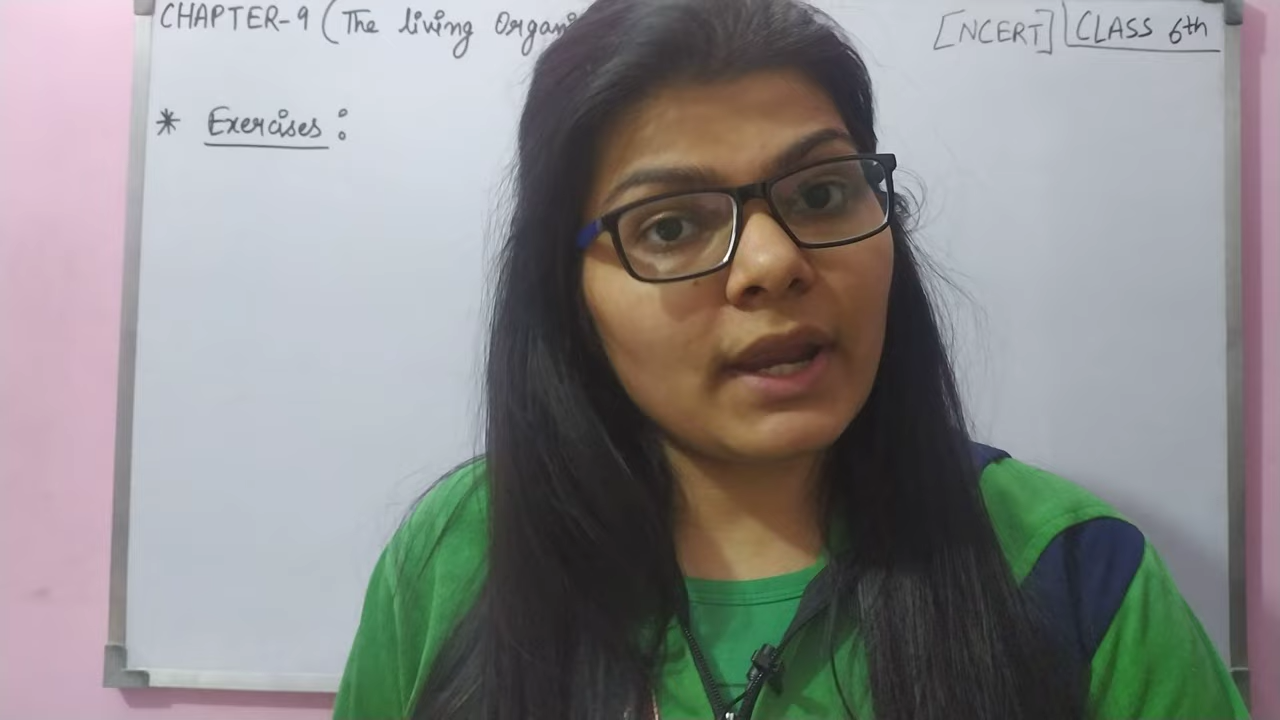 CHAPTER-9 (The living
[NCERT] CLASS 6th
* Exercises :